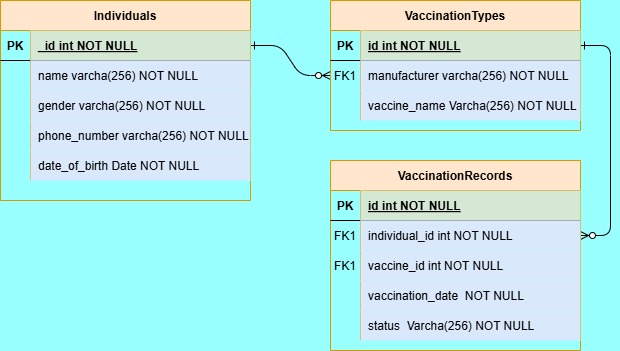 Individuals
PK _id int NOT NULL
name varcha(256) NOT NULL
gender varcha(256) NOT NULL
phone_number varcha(256) NOT NULL
date_of_birth Date NOT NULL
VaccinationTypes
PK id int NOT NULL
FK1 manufacturer varcha(256) NOT NULL
vaccine_name Varcha(256) NOT NULL
VaccinationRecords
PK id int NOT NULL
FK1 individual_id int NOT NULL
FK1 vaccine_id int NOT NULL
vaccination_date NOT NULL
status Varcha(256) NOT NULL